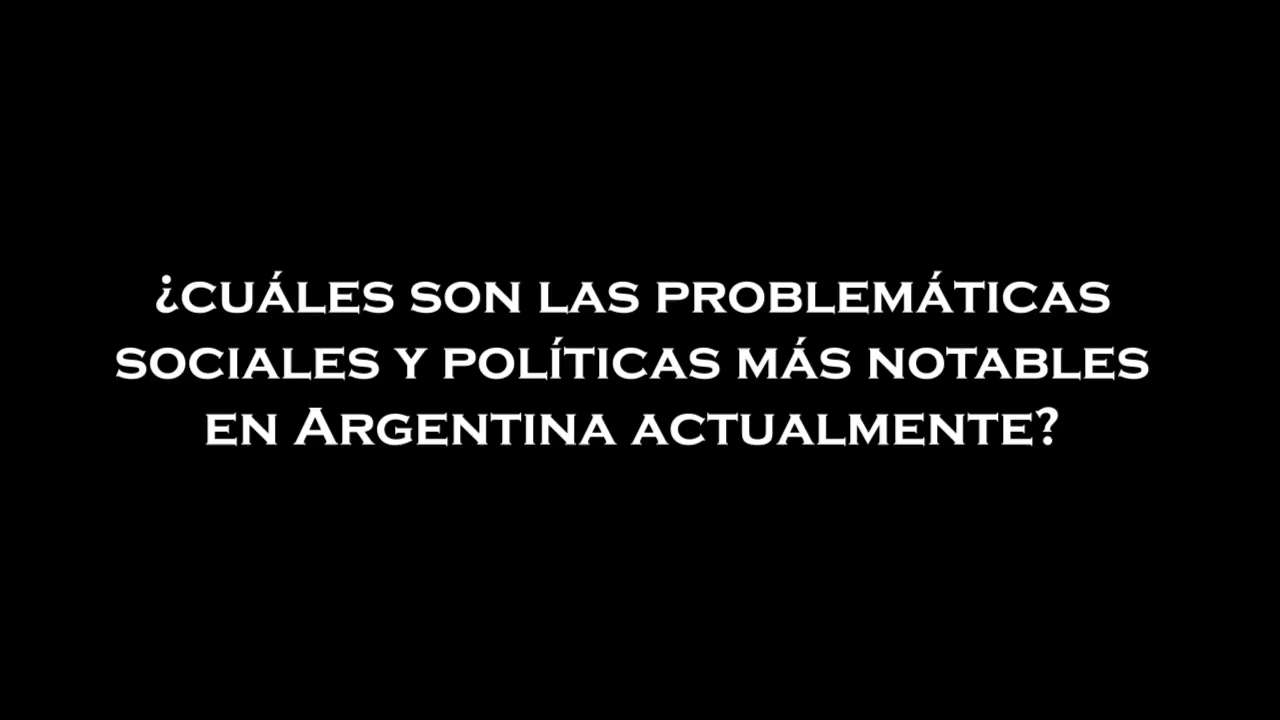 ¿cuáles son las problemáticas
sociales y políticas más notables
en Argentina actualmente?